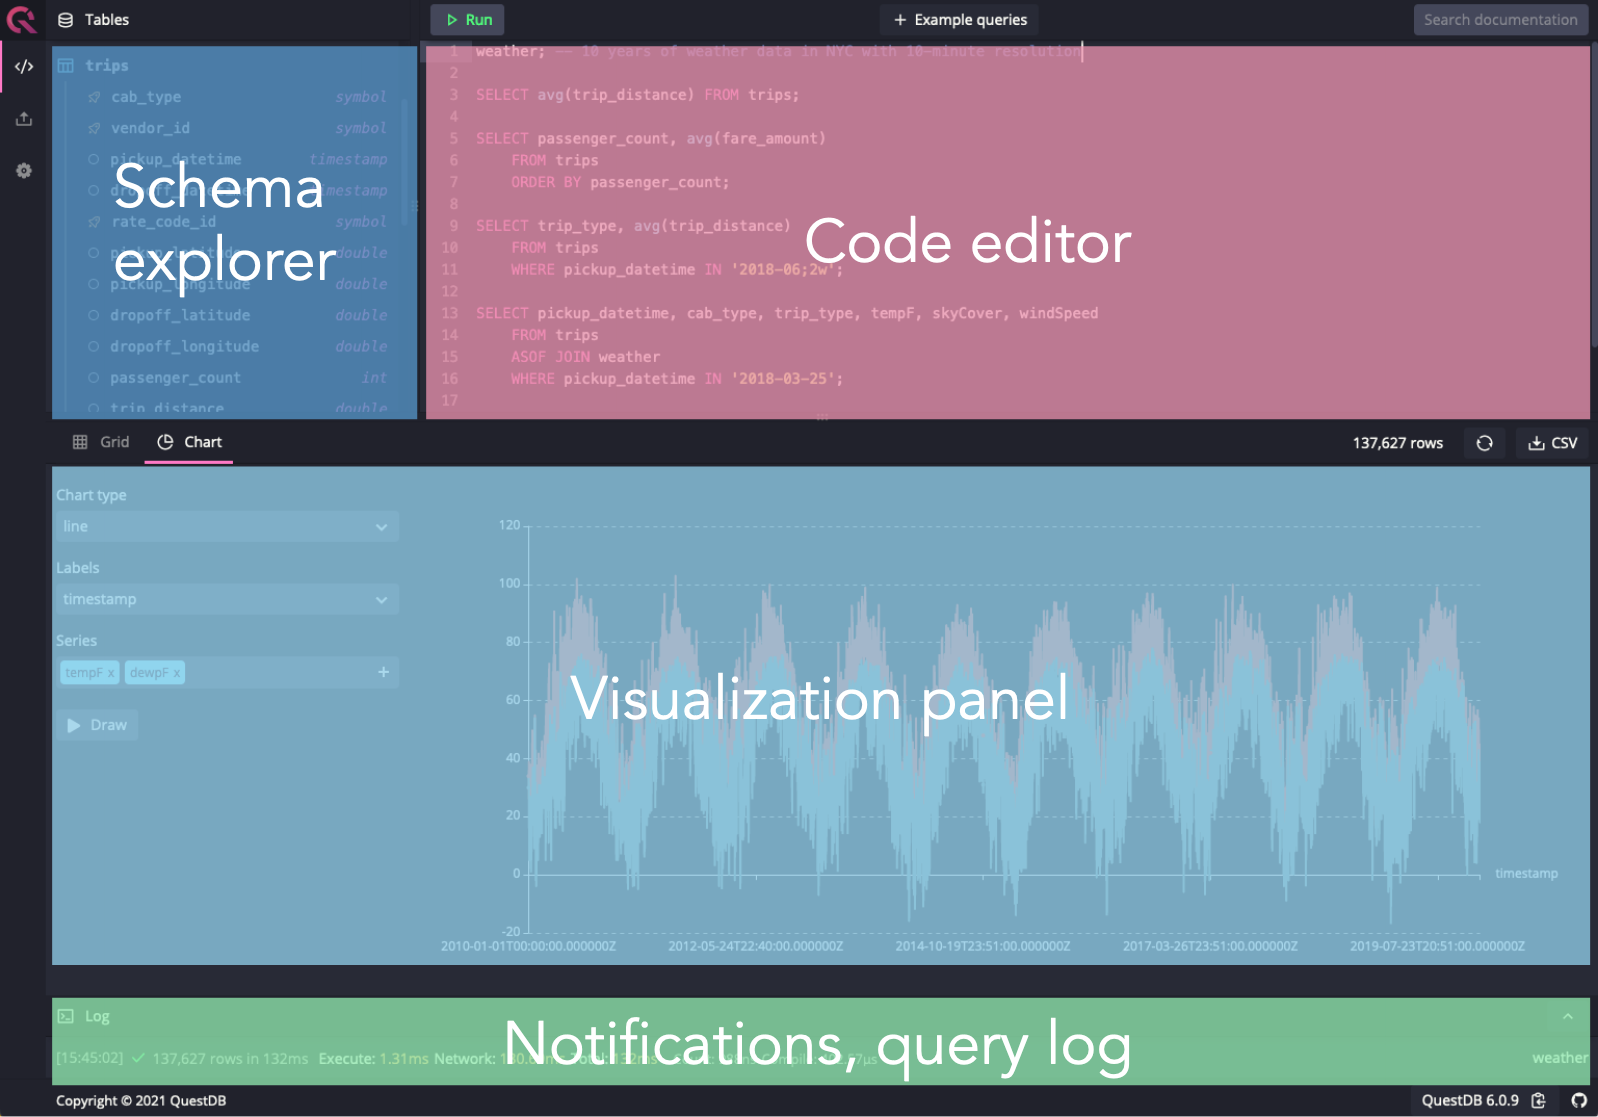 Tables
Run
Example queries
Search documentation
trips
cab_type symbol
vendor_id symbol
pickup_datetime timestamp
dropoff_datetime timestamp
rate_code_id symbol
pickup_latitude double
pickup_longitude double
dropoff_latitude double
dropoff_longitude double
passenger_count int
trip_distance double
Schema
explorer
1 weather; -- 10 years of weather data in NYC with 10-minute resolution
2
3 SELECT avg(trip_distance) FROM trips;
4
5 SELECT passenger_count, avg(fare_amount)
6 FROM trips
7 ORDER BY passenger_count;
8
9 SELECT trip_type, avg(trip_distance)
10 FROM trips
11 WHERE pickup_datetime IN '2018-06;2w';
12
13 SELECT pickup_datetime, cab_type, trip_type, tempF, skyCover, windSpeed
14 FROM trips
15 ASOF JOIN weather
16 WHERE pickup_datetime IN '2018-03-25';
17
Code editor
Grid
Chart
137,627 rows
CSV
Chart type
line
Labels
timestamp
Series
tempF x dewpF x +
Draw
120
100
80
60
40
20
0
-20
timestamp
2010-01-01T00:00:00.000000Z 2012-05-24T22:40:00.000000Z 2014-10-19T23:51:00.000000Z 2017-03-26T23:51:00.000000Z 2019-07-23T20:51:00.000000Z
Visualization panel
Log
[15:45:02] 137,627 rows in 132ms Execute: 1.31ms Network: Total: 132ms
weather
Notifications, query log
Copyright © 2021 QuestDB
QuestDB 6.0.9